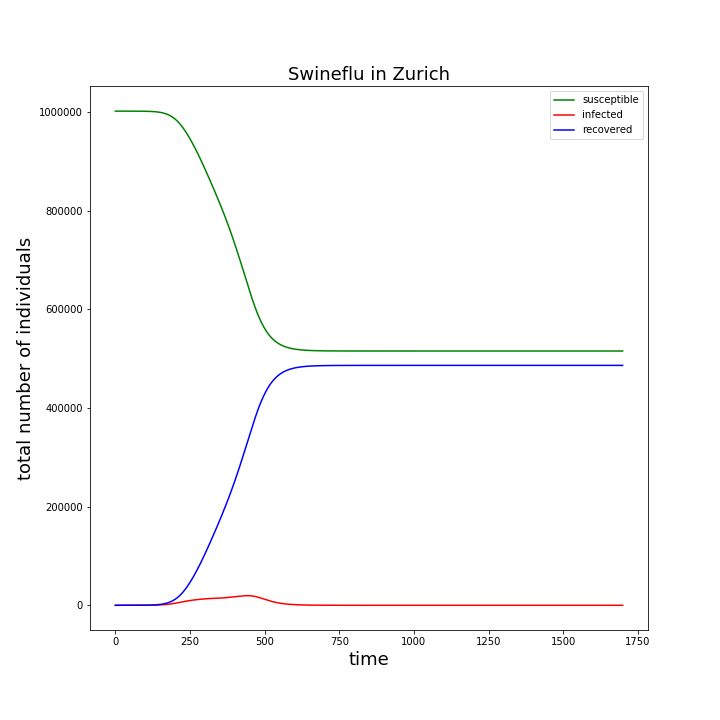 Swineflu in Zurich
susceptible
infected
recovered
1000000
800000
600000
400000
200000
0
total number of individuals
0 250 500 750 1000 1250 1500 1750
time